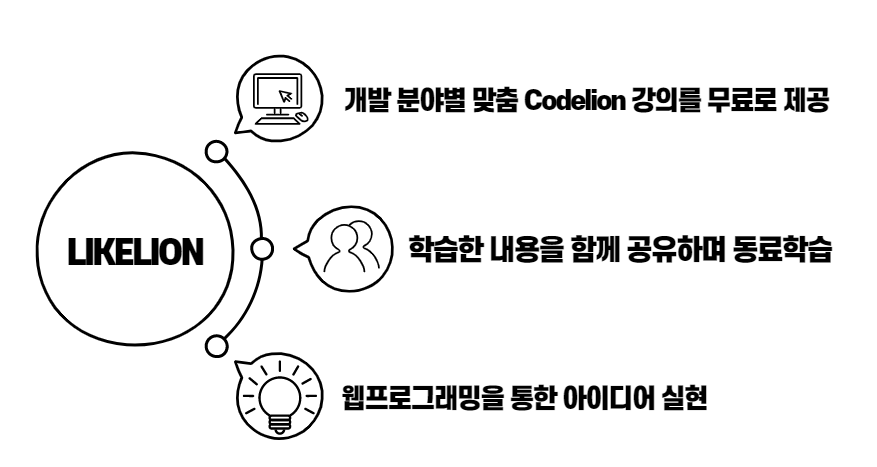 개발 분야별 맞춤 Codelion 강의를 무료로 제공
LIKELION
학습한 내용을 함께 공유하며 동료학습
웹프로그래밍을 통한 아이디어 실현